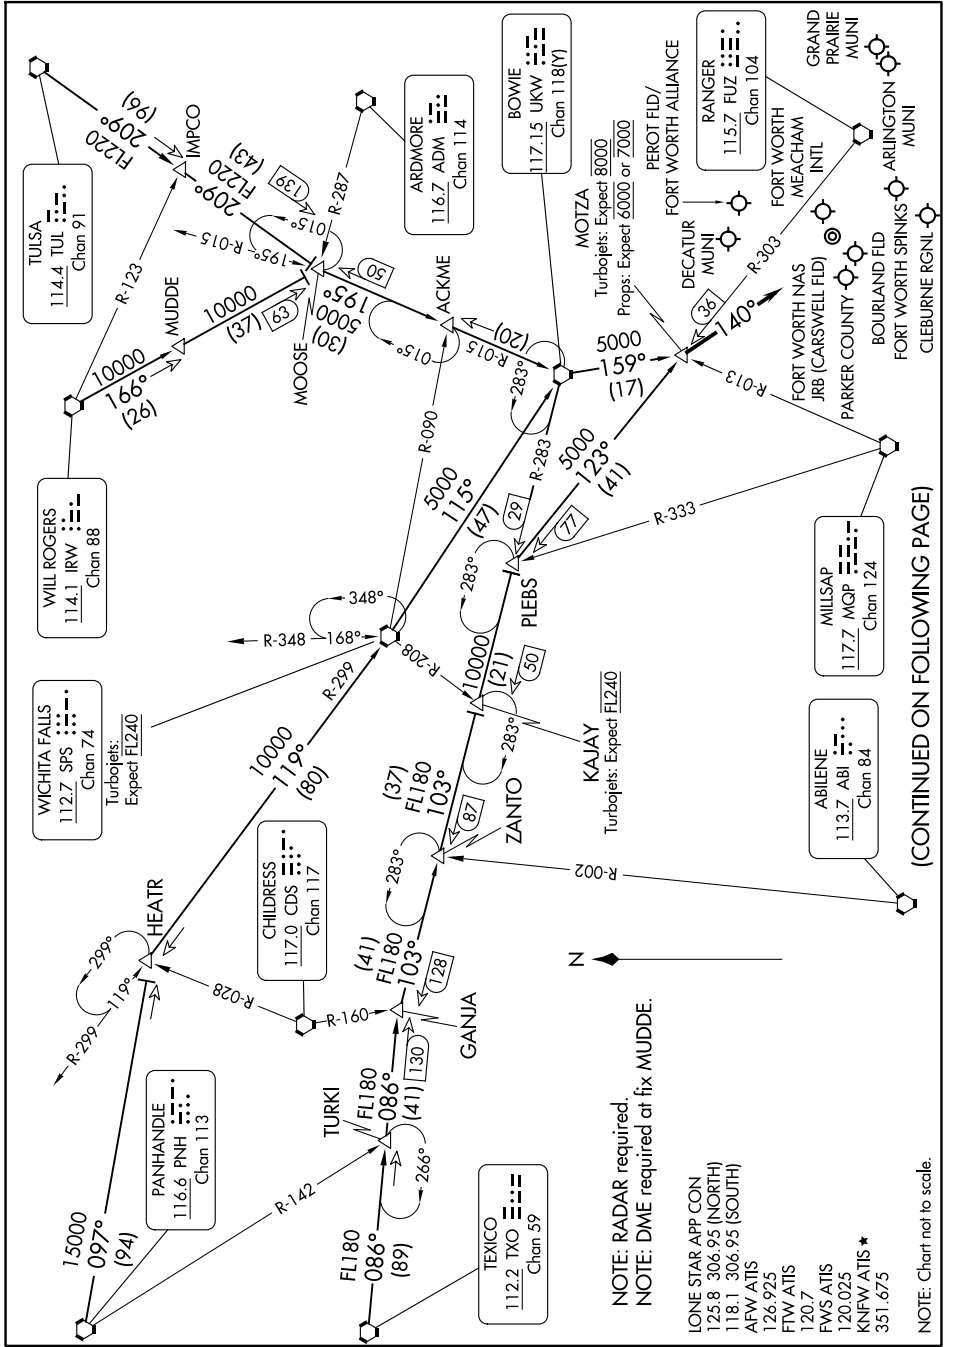 TULSA
114.4 TUL
Chan 91
WILL ROGERS
114.1 IRW
Chan 88
WICHITA FALLS
112.7 SPS
Chan 74
Turbojets:
Expect FL240
CHILDRESS
117.0 CDS
Chan 117
PANHANDLE
116.6 PNH
Chan 113
TEXICO
112.2 TXO
Chan 59
ARDMORE
116.7 ADM
Chan 114
BOWIE
117.15 UKW
Chan 118(Y)
RANGER
115.7 FUZ
Chan 104
MILLSAP
117.7 MQP
Chan 124
ABILENE
113.7 ABI
Chan 84
FL220
209°
(96)
IMPCO
FL220
209°
(43)
139
R-123
MUDDE
10000
166°
(26)
10000
(37)
63
MOOSE
R-015
195°
015°
R-287
50
195°
5000
(30)
015°
ACKME
R-015
(20)
R-090
283°
5000
159°
(17)
MOTZA
Turbojets: Expect 8000
Props: Expect 6000 or 7000
R-303
36
140°
R-013
R-333
5000
123°
(41)
77
R-283
29
5000
115°
(47)
348°
168°
R-348
R-299
R-208
10000
119°
(80)
HEATR
299°
119°
R-299
R-028
15000
097°
(94)
R-142
TURKI
FL180
086°
(89)
266°
FL180
086°
(41)
130
R-160
GANJA
128
FL180
103°
(41)
283°
ZANTO
87
R-002
(37)
FL180
103°
283°
KAJAY
Turbojets: Expect FL240
50
10000
(21)
283°
PLEBS
GRAND
PRAIRIE
MUNI
ARLINGTON
MUNI
PEROT FLD/
FORT WORTH ALLIANCE
FORT WORTH
MEACHAM
INTL
DECATUR
MUNI
FORT WORTH NAS
JRB (CARSWELL FLD)
PARKER COUNTY
BOURLAND FLD
FORT WORTH SPINKS
CLEBURNE RGNL
N
NOTE: RADAR required.
NOTE: DME required at fix MUDDE.
LONE STAR APP CON
125.8 306.95 (NORTH)
118.1 306.95 (SOUTH)
AFW ATIS
126.925
FTW ATIS
120.7
FWS ATIS
120.025
KNFW ATIS ★
351.675
NOTE: Chart not to scale.
(CONTINUED ON FOLLOWING PAGE)